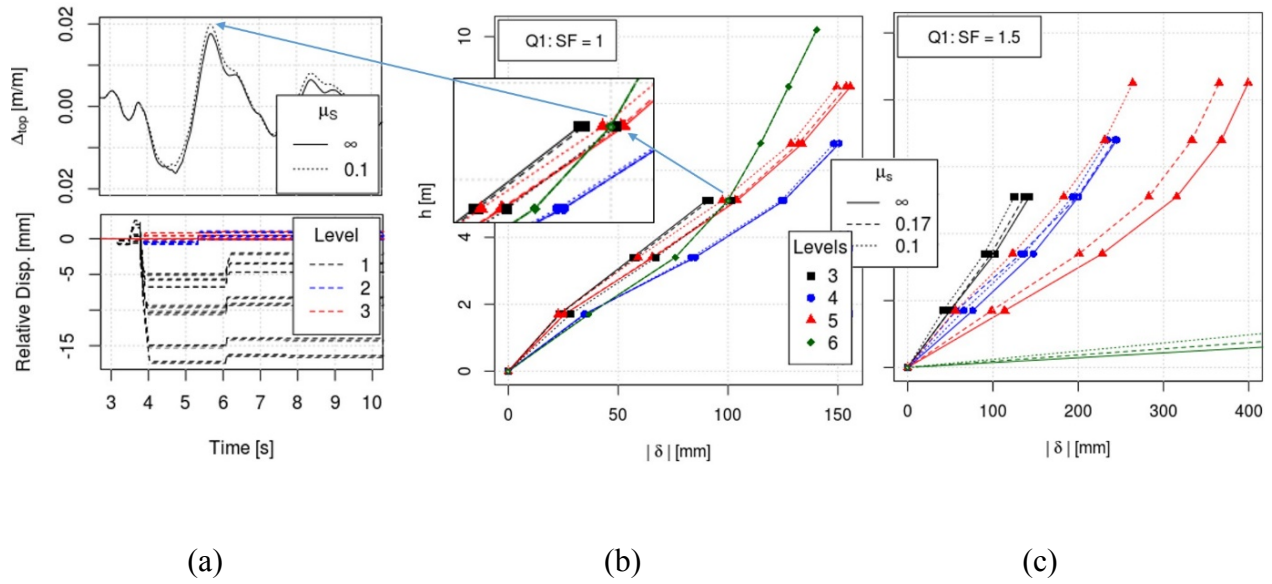 0.02
0.00
0.02
Δtop [m/m]
μS
∞
0.1
0
-5
-15
Relative Disp. [mm]
Level
1
2
3
3 4 5 6 7 8 9 10
Time [s]
Q1: SF = 1
10
4
2
0
h [m]
Levels
3
4
5
6
0 50 100 150
| δ | [mm]
Q1: SF = 1.5
μs
∞
0.17
0.1
0 100 200 300 400
|δ| [mm]
(a) (b) (c)